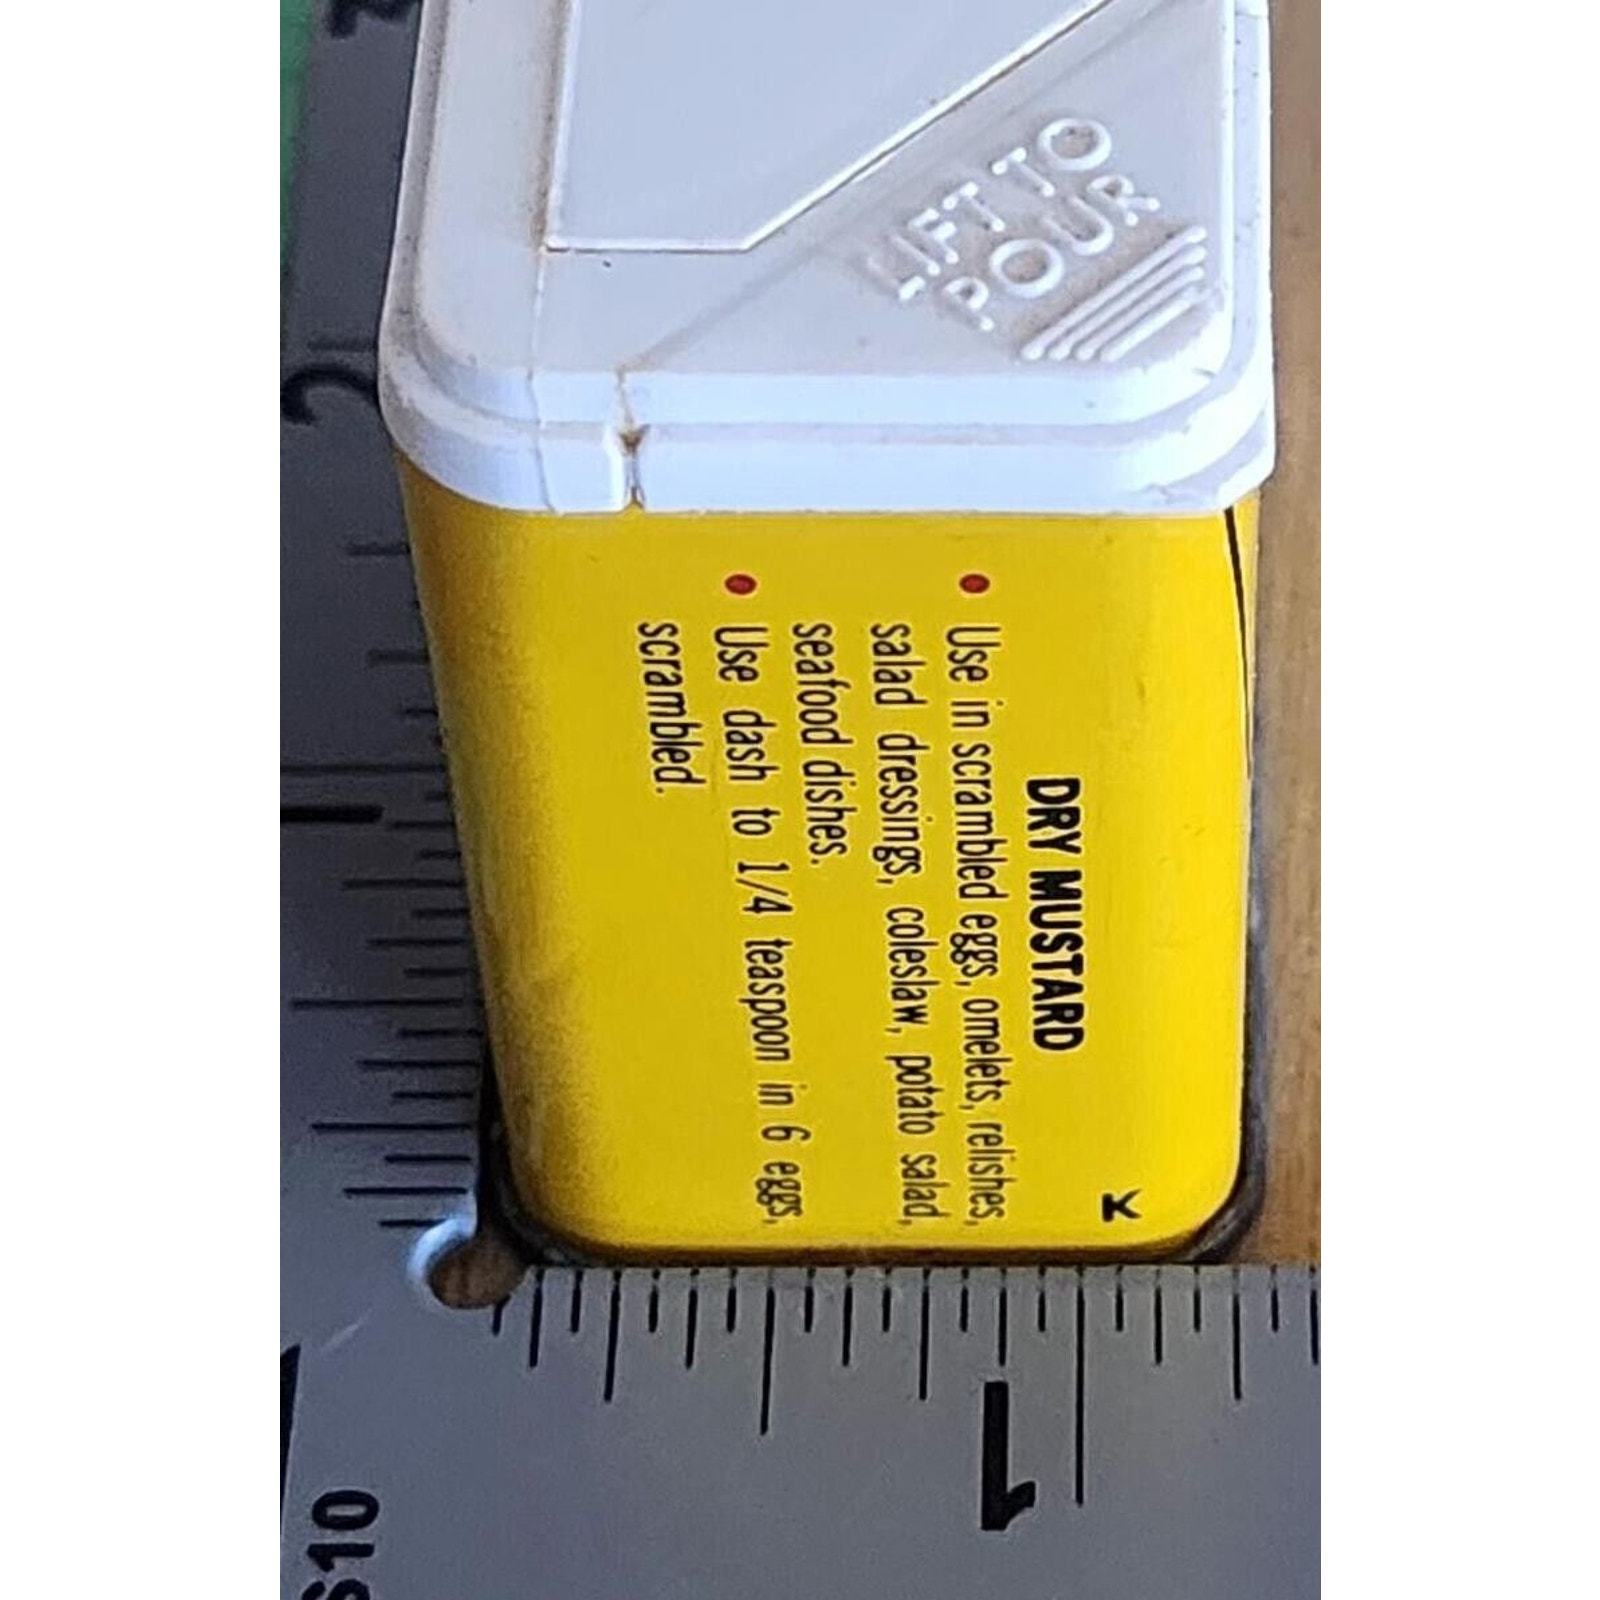 LIFT TO
POUR
K
DRY MUSTARD
• Use in scrambled eggs, omelets, relishes,
salad dressings, coleslaw, potato salad,
seafood dishes.
• Use dash to 1/4 teaspoon in 6 eggs,
scrambled.
2
1
1